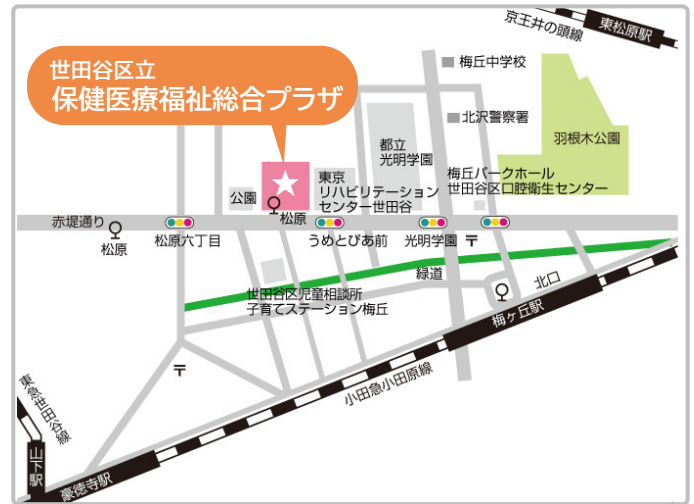 京王井の頭線
東松原駅
世田谷区立
保健医療福祉総合プラザ
梅丘中学校
北沢警察署
羽根木公園
都立
光明学園
梅丘パークホール
世田谷区口腔衛生センター
東京
リハビリテーション
センター世田谷
公園
松原
赤堤通り
松原
松原六丁目
うめとぴあ前
光明学園
〒
緑道
世田谷区児童相談所
子育てステーション梅丘
北口
梅ヶ丘駅
〒
小田急小田原線
東急世田谷線
山下駅
豪徳寺駅